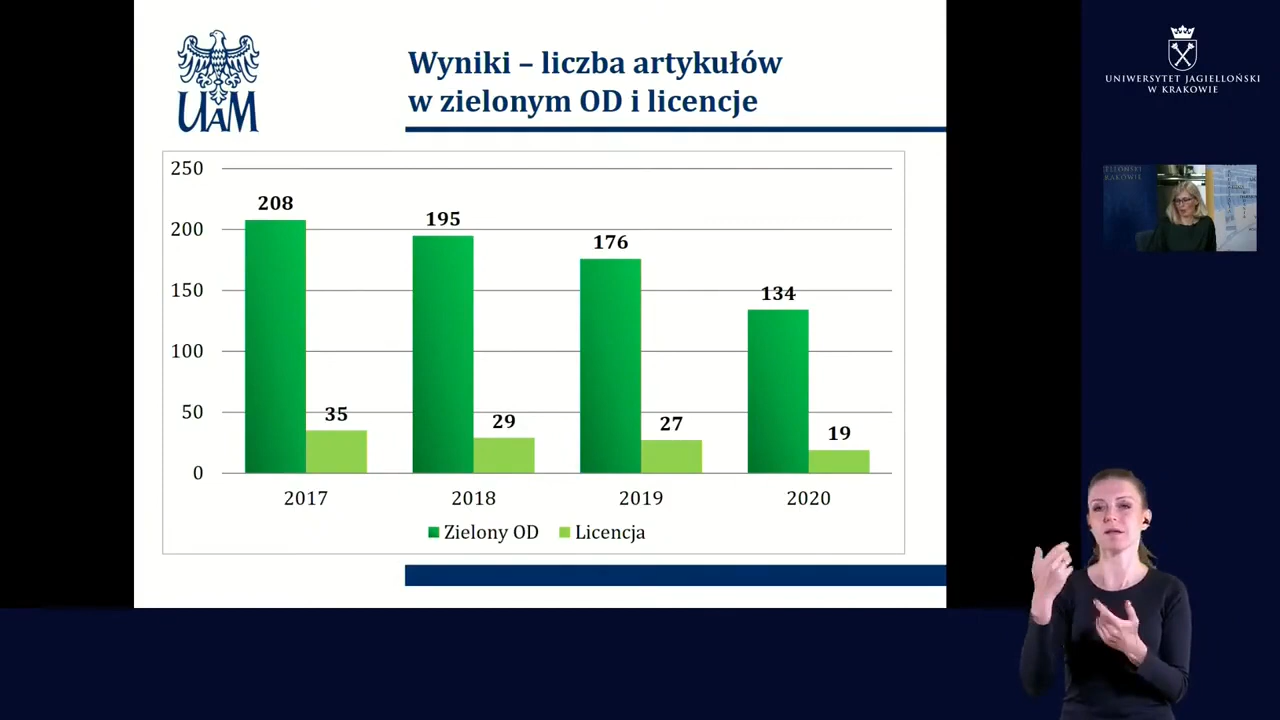 UAM
Wyniki – liczba artykułów
w zielonym OD i licencje
250
200
150
100
50
0
208
35
195
29
176
27
134
19
2017
2018
2019
2020
Zielony OD
Licencja
UNIWERSYTET JAGIELLOŃSKI
W KRAKOWIE